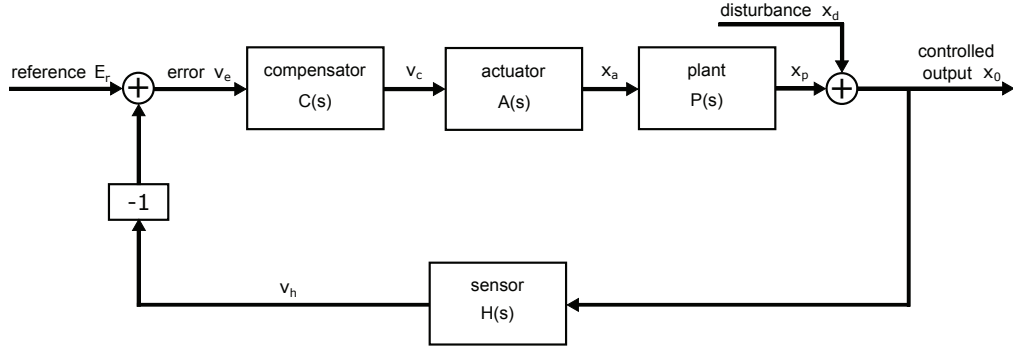 disturbance x_d
reference E_r
+
error v_e
compensator
C(s)
v_c
actuator
A(s)
x_a
plant
P(s)
x_p
+
controlled
output x_0
-1
v_h
sensor
H(s)